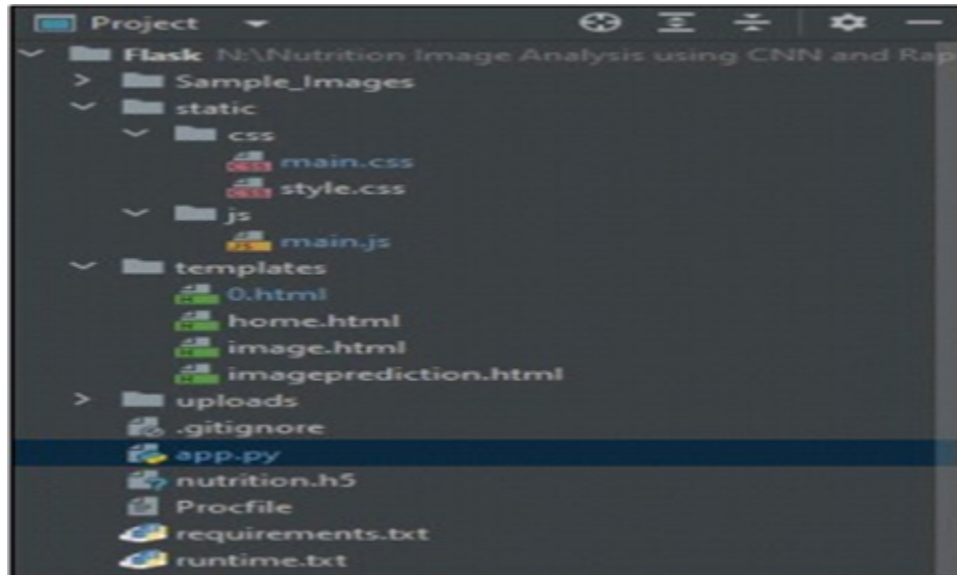 Project
Flask N:\Nutrition Image Analysis using CNN and Rap
Sample_Images
static
css
main.css
style.css
js
main.js
templates
0.html
home.html
image.html
imageprediction.html
uploads
.gitignore
app.py
nutrition.h5
Procfile
requirements.txt
runtime.txt